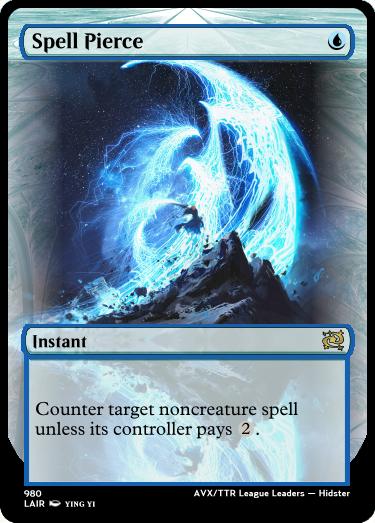 Spell Pierce
Instant
Counter target noncreature spell
unless its controller pays 2 .
980 AVX/TTR League Leaders — Hidster
LAIR YING YI